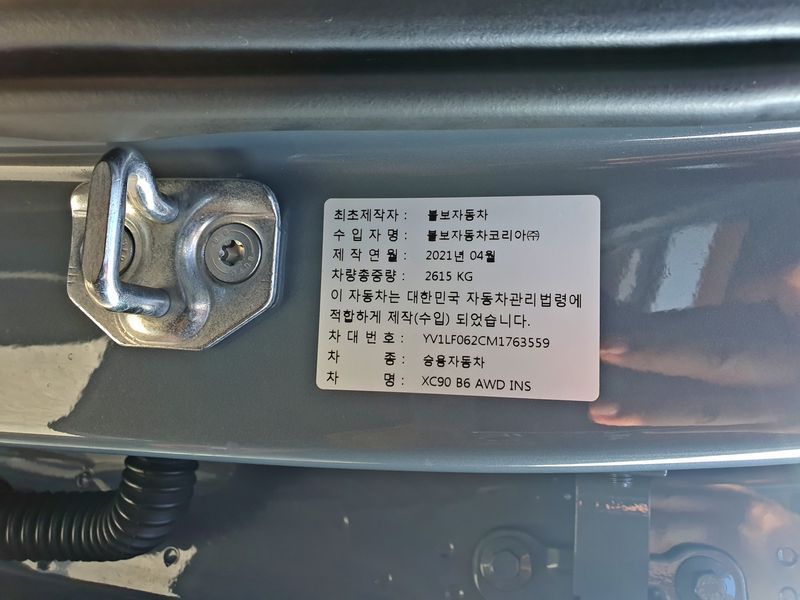 최초제작자 : 볼보자동차
수 입 자 명 : 볼보자동차코리아㈜
제 작 연 월 : 2021년 04월
차량총중량 : 2615 KG
이 자동차는 대한민국 자동차관리법령에
적합하게 제작(수입) 되었습니다.
차 대 번 호 : YV1LF062CM1763559
차 종 : 승용자동차
차 명 : XC90 B6 AWD INS